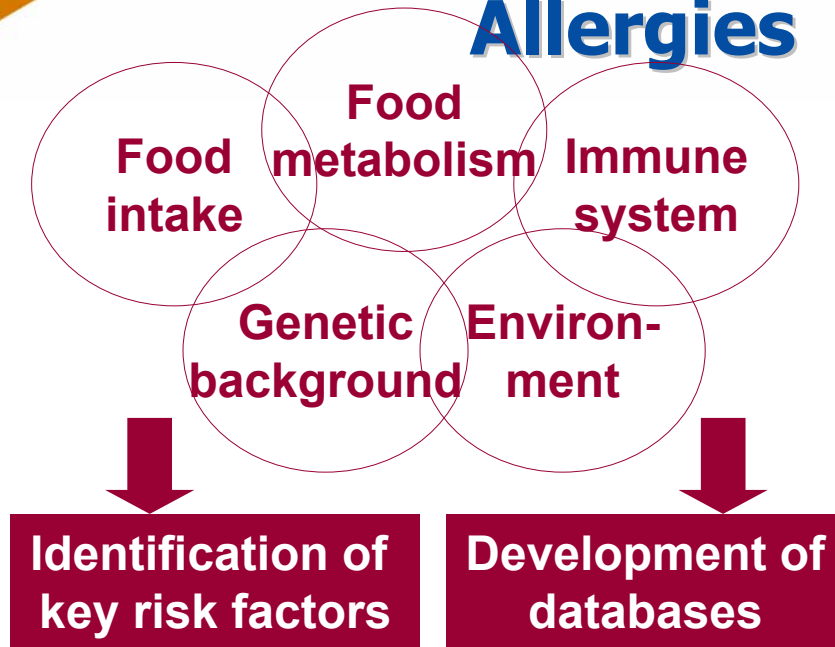 Allergies
Food
intake
Food
metabolism
Immune
system
Genetic
background
Environ-
ment
Identification of
key risk factors
Development of
databases